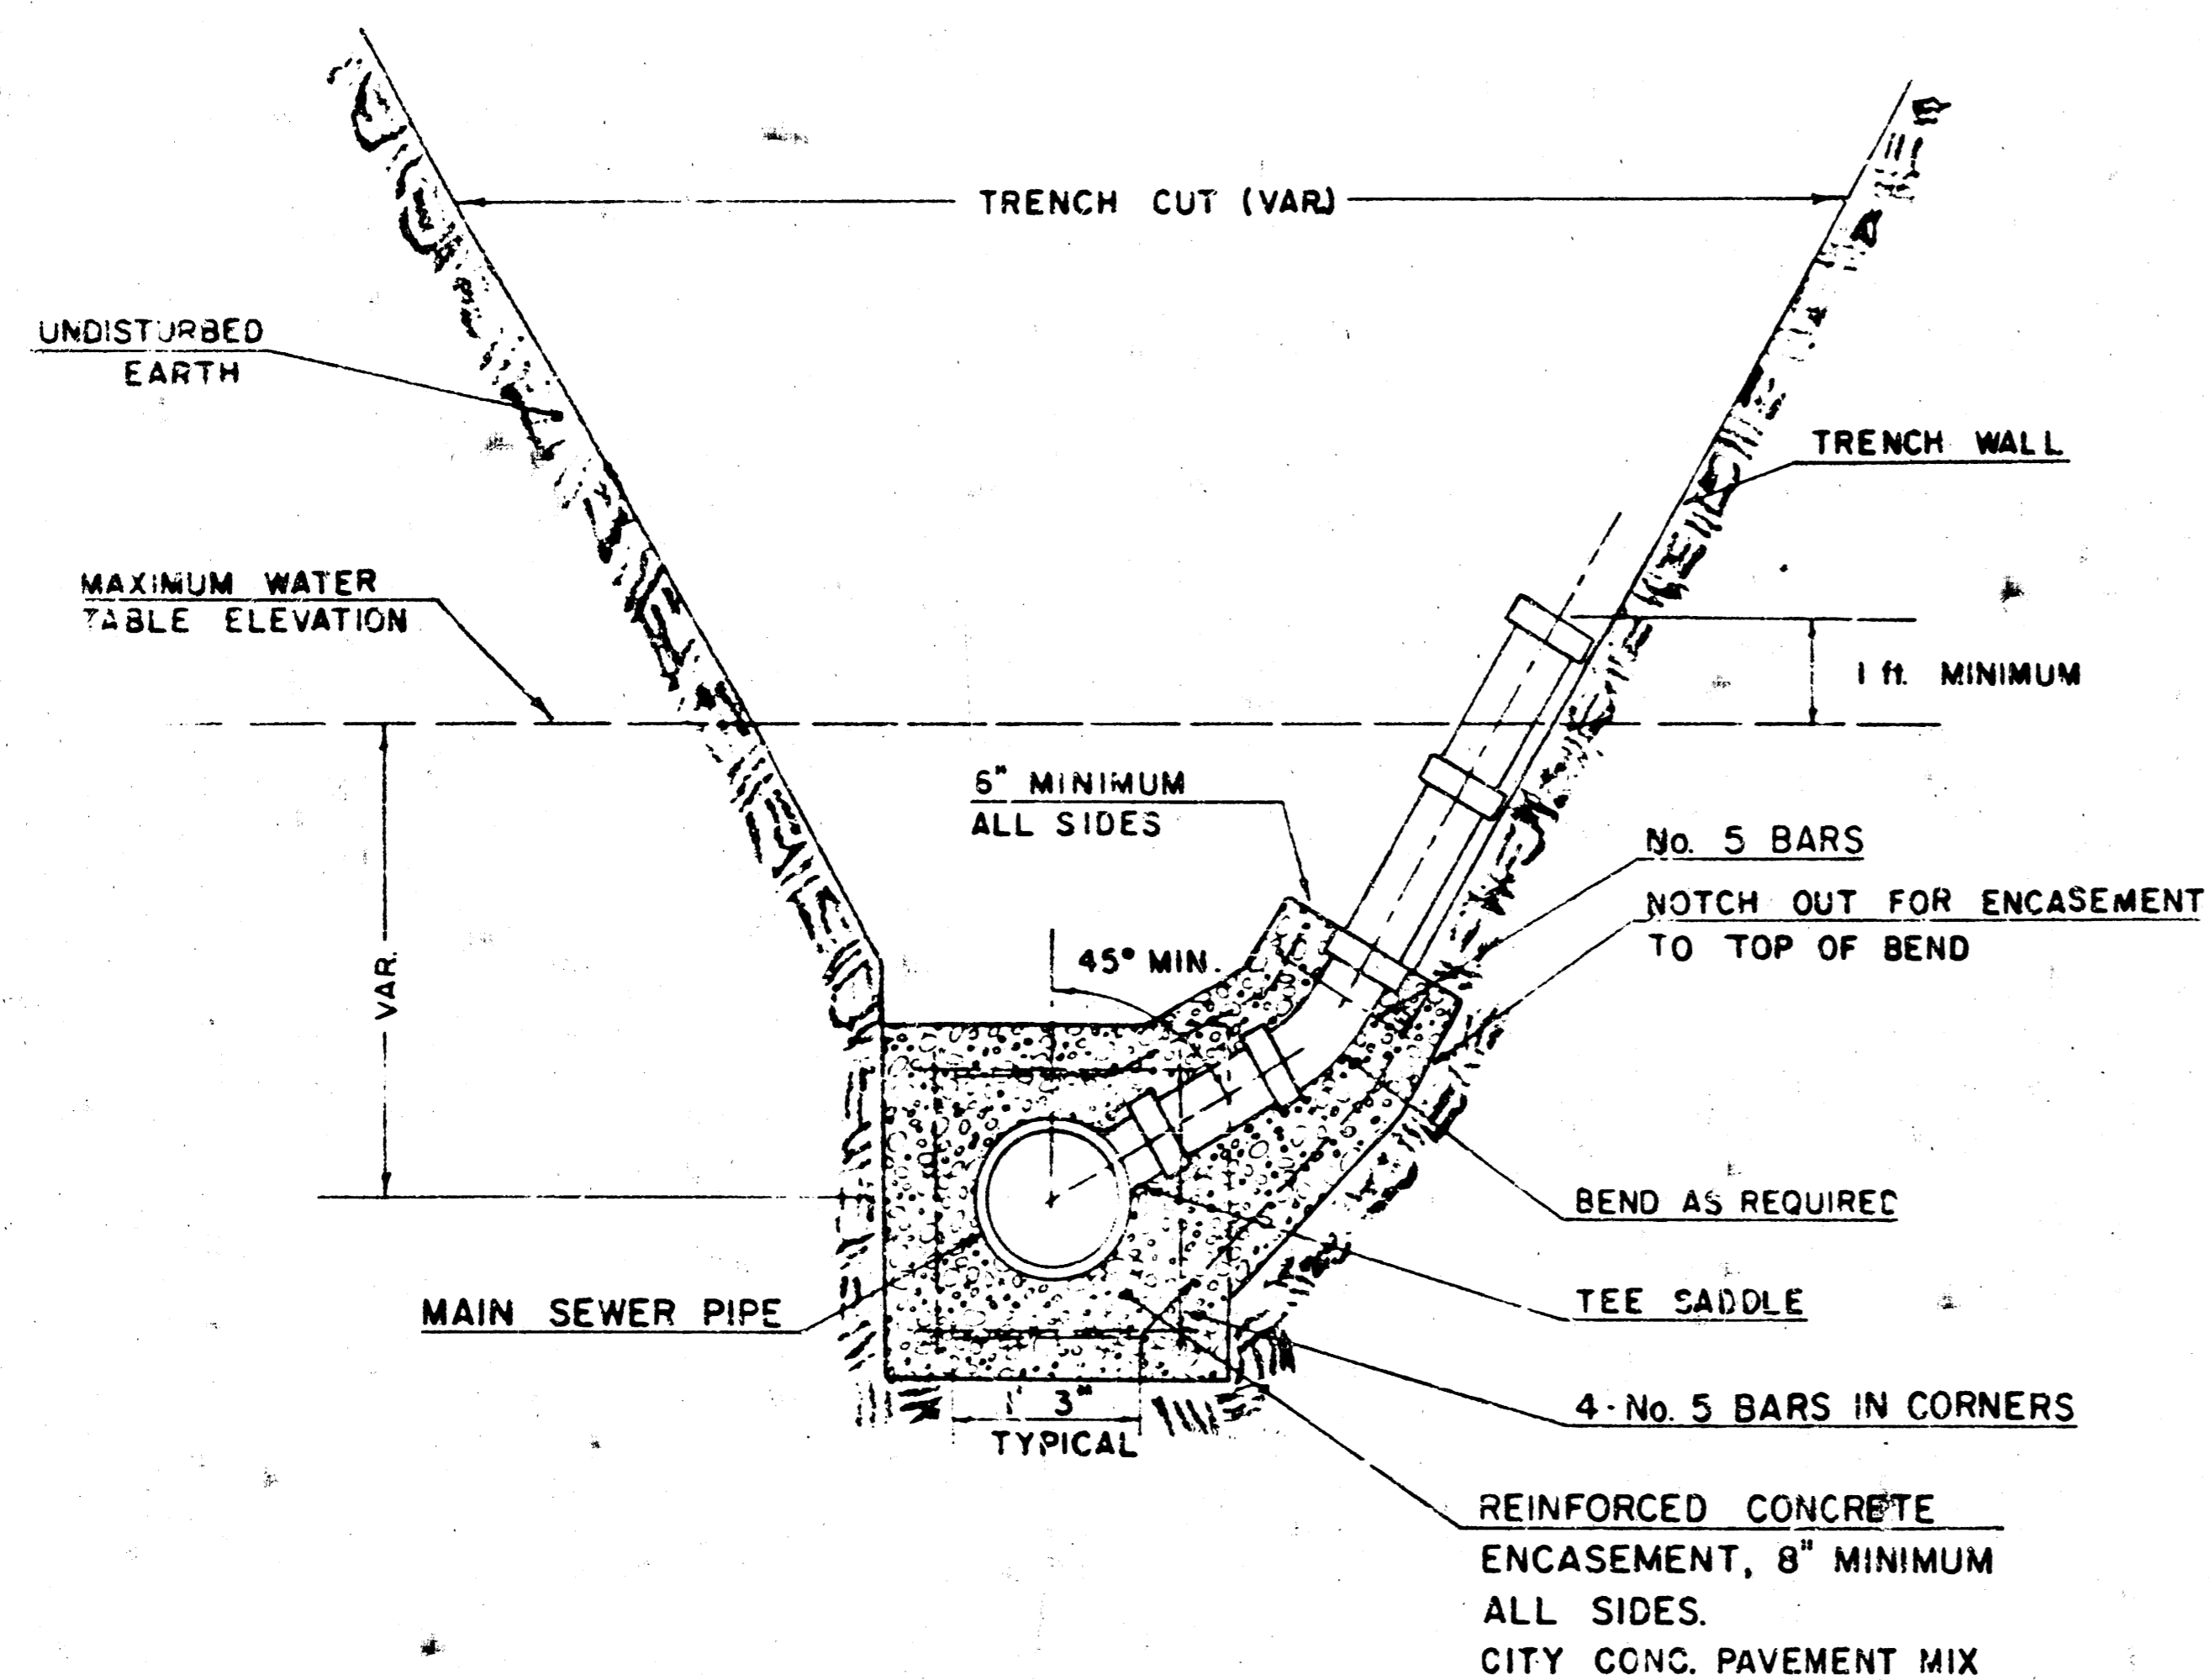 TRENCH CUT (VAR.)
UNDISTURBED
EARTH
TRENCH WALL
MAXIMUM WATER
TABLE ELEVATION
1 ft. MINIMUM
6" MINIMUM
ALL SIDES
No. 5 BARS
NOTCH OUT FOR ENCASEMENT
TO TOP OF BEND
45° MIN.
VAR.
BEND AS REQUIRED
TEE SADDLE
MAIN SEWER PIPE
3"
TYPICAL
4-No. 5 BARS IN CORNERS
REINFORCED CONCRETE
ENCASEMENT, 8" MINIMUM
ALL SIDES.
CITY CONC. PAVEMENT MIX